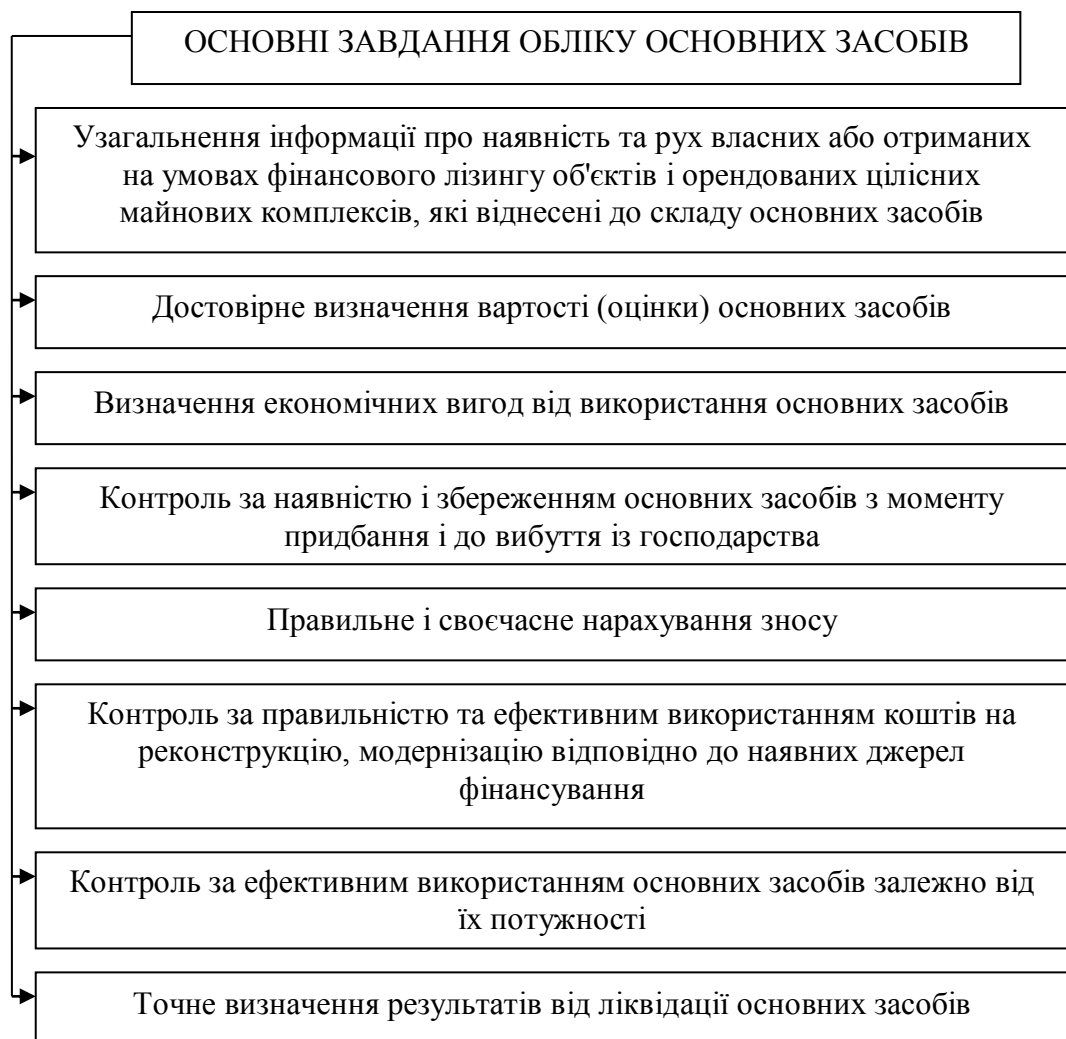 ОСНОВНІ ЗАВДАННЯ ОБЛІКУ ОСНОВНИХ ЗАСОБІВ
Узагальнення інформації про наявність та рух власних або отриманих
на умовах фінансового лізингу об'єктів і орендованих цілісних
майнових комплексів, які віднесені до складу основних засобів
Достовірне визначення вартості (оцінки) основних засобів
Визначення економічних вигод від використання основних засобів
Контроль за наявністю і збереженням основних засобів з моменту
придбання і до вибуття із господарства
Правильне і своєчасне нарахування зносу
Контроль за правильністю та ефективним використанням коштів на
реконструкцію, модернізацію відповідно до наявних джерел
фінансування
Контроль за ефективним використанням основних засобів залежно від
їх потужності
Точне визначення результатів від ліквідації основних засобів